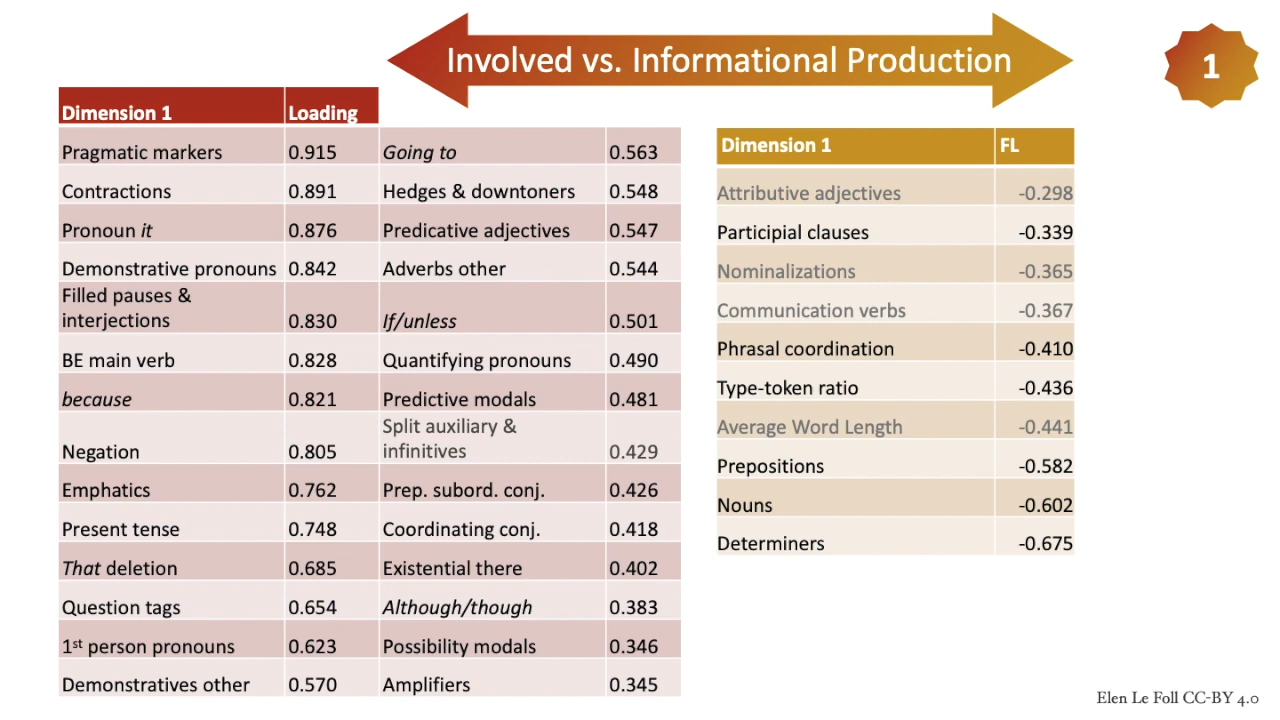 Involved vs. Informational Production
1
Dimension 1 Loading
Pragmatic markers 0.915 Going to 0.563
Contractions 0.891 Hedges & downtoners 0.548
Pronoun it 0.876 Predicative adjectives 0.547
Demonstrative pronouns 0.842 Adverbs other 0.544
Filled pauses &
interjections 0.830 If/unless 0.501
BE main verb 0.828 Quantifying pronouns 0.490
because 0.821 Predictive modals 0.481
Split auxiliary &
Negation 0.805 infinitives 0.429
Emphatics 0.762 Prep. subord. conj. 0.426
Present tense 0.748 Coordinating conj. 0.418
That deletion 0.685 Existential there 0.402
Question tags 0.654 Although/though 0.383
1st person pronouns 0.623 Possibility modals 0.346
Demonstratives other 0.570 Amplifiers 0.345
Dimension 1 FL
Attributive adjectives -0.298
Participial clauses -0.339
Nominalizations -0.365
Communication verbs -0.367
Phrasal coordination -0.410
Type-token ratio -0.436
Average Word Length -0.441
Prepositions -0.582
Nouns -0.602
Determiners -0.675
Elen Le Foll CC-BY 4.0